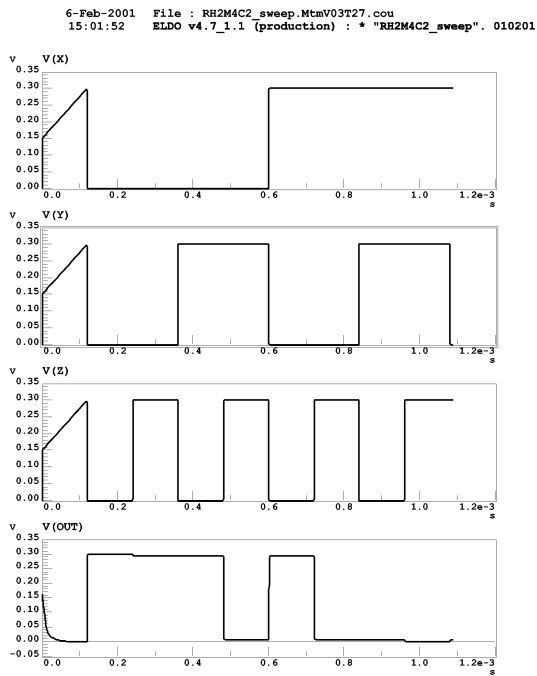 6-Feb-2001 File : RH2M4C2_sweep.MtmV03T27.cou
15:01:52 ELDO v4.7_1.1 (production) : * "RH2M4C2_sweep". 010201
V V(X)
0.35
0.30
0.25
0.20
0.15
0.10
0.05
0.00
0.0 0.2 0.4 0.6 0.8 1.0 1.2e-3
s
V V(Y)
0.35
0.30
0.25
0.20
0.15
0.10
0.05
0.00
0.0 0.2 0.4 0.6 0.8 1.0 1.2e-3
s
V V(Z)
0.35
0.30
0.25
0.20
0.15
0.10
0.05
0.00
0.0 0.2 0.4 0.6 0.8 1.0 1.2e-3
s
V V(OUT)
0.35
0.30
0.25
0.20
0.15
0.10
0.05
0.00
-0.05
0.0 0.2 0.4 0.6 0.8 1.0 1.2e-3
s